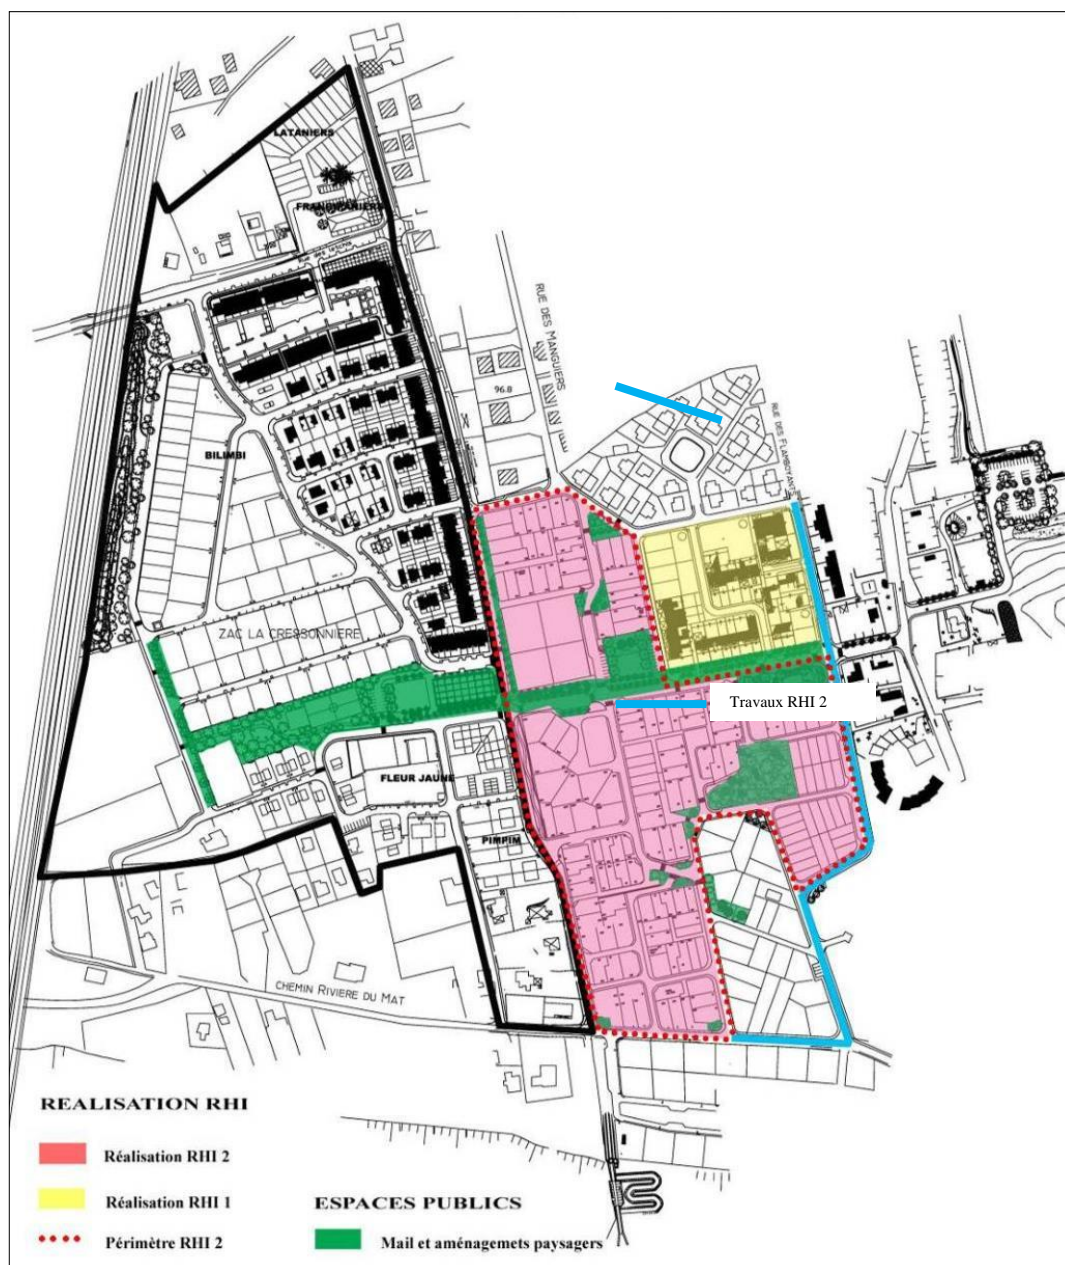 LATANIERS
FRANGIPANIERS
RUE DES MANGUIERS
96.8
RUE DES FLAMBOYANTS
BILIMBI
ZAC LA CRESSONNIERE
Travaux RHI 2
FLEUR JAUNE
PIMPIM
CHEMIN RIVIERE DU MAT
REALISATION RHI
Réalisation RHI 2
Réalisation RHI 1
Périmètre RHI 2
ESPACES PUBLICS
Mail et aménagemets paysagers